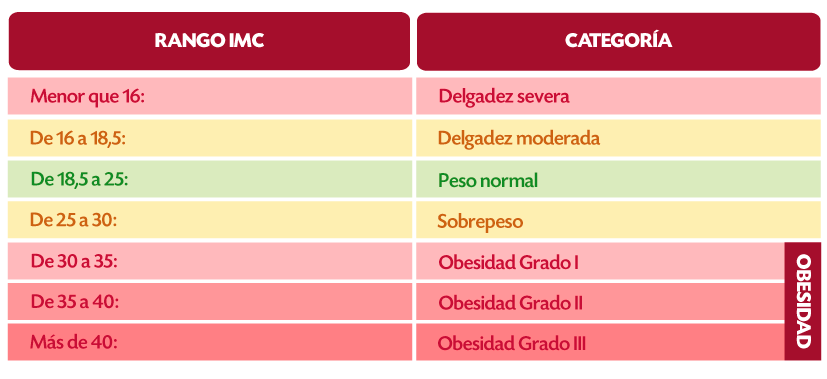 RANGO IMC
CATEGORÍA
Menor que 16:
Delgadez severa
De 16 a 18,5:
Delgadez moderada
De 18,5 a 25:
Peso normal
De 25 a 30:
Sobrepeso
De 30 a 35:
Obesidad Grado I
De 35 a 40:
Obesidad Grado II
Más de 40:
Obesidad Grado III
OBESIDAD